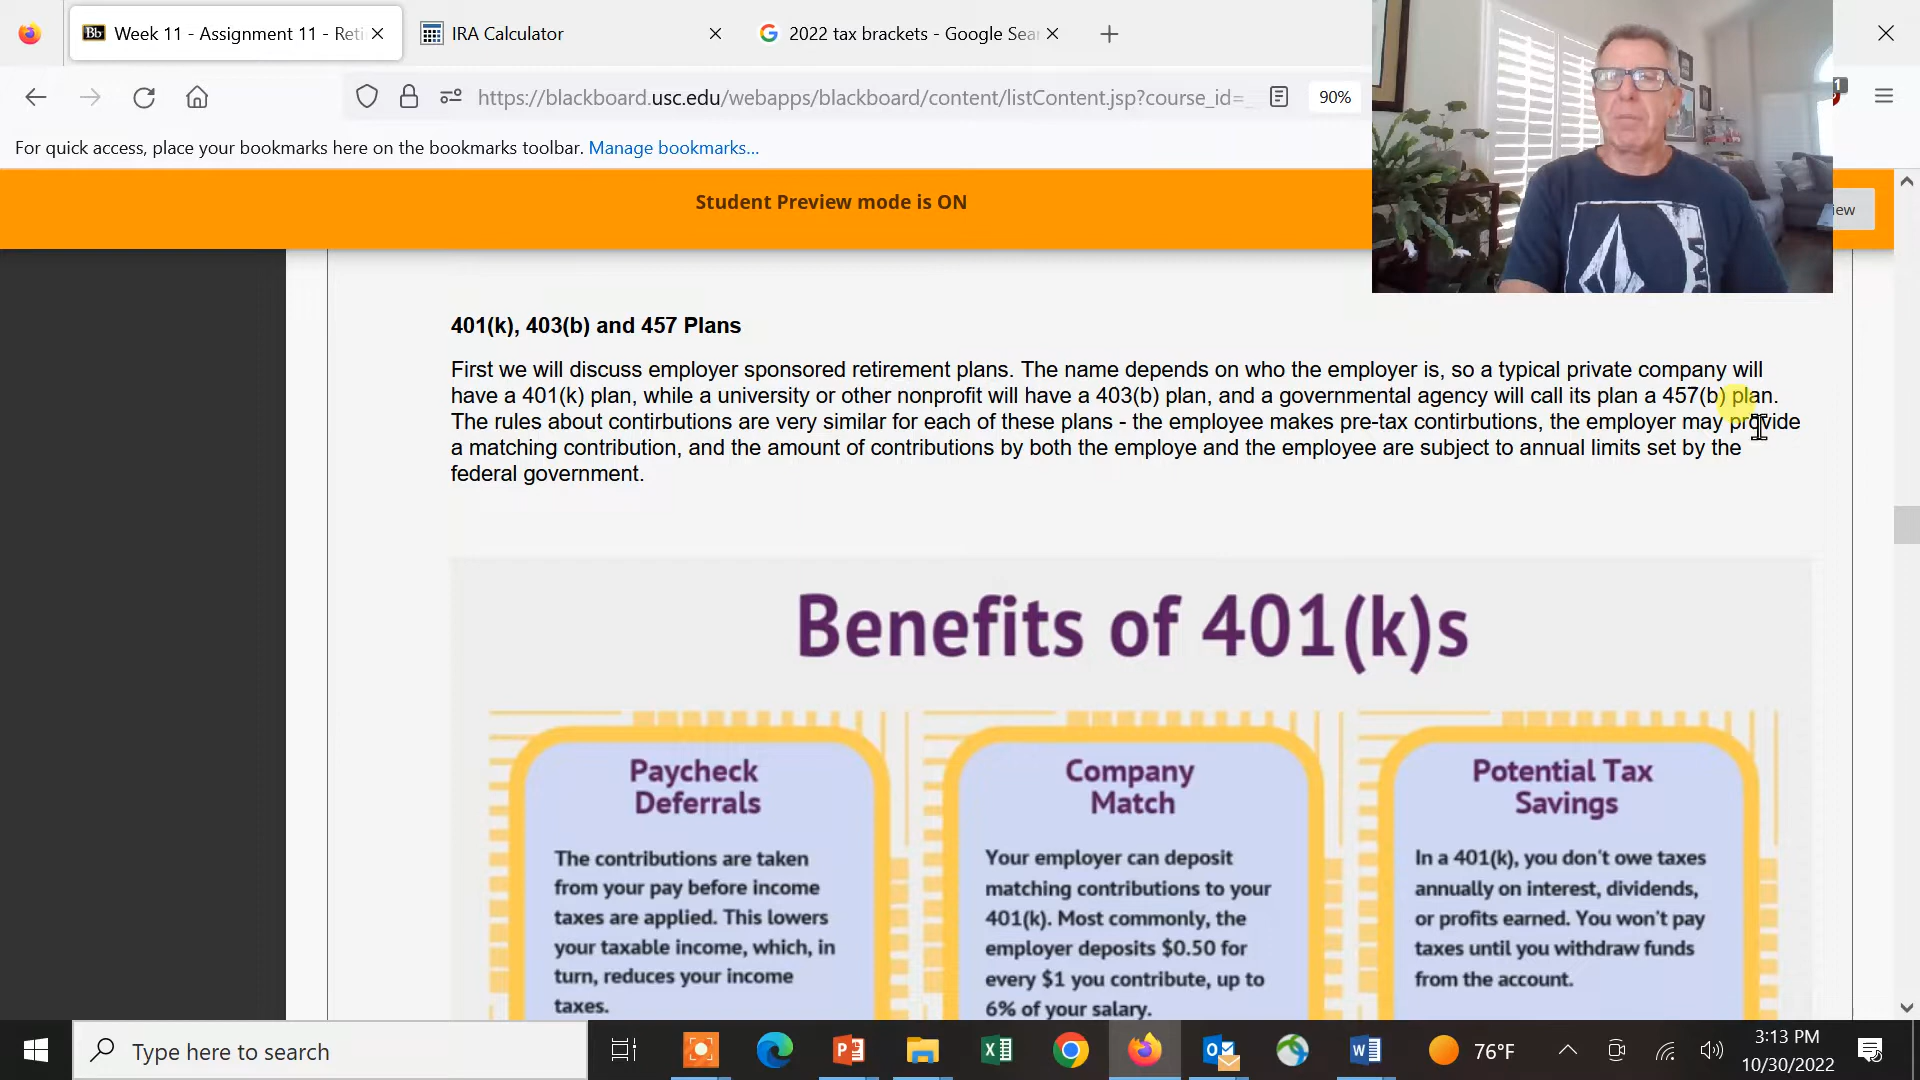 Bb Week 11 - Assignment 11 - Reti
IRA Calculator
2022 tax brackets - Google Sea
https://blackboard.usc.edu/webapps/blackboard/content/listContent.jsp?course_id=_
90%
1
For quick access, place your bookmarks here on the bookmarks toolbar. Manage bookmarks...
Student Preview mode is ON
iew
401(k), 403(b) and 457 Plans
First we will discuss employer sponsored retirement plans. The name depends on who the employer is, so a typical private company will
have a 401(k) plan, while a university or other nonprofit will have a 403(b) plan, and a governmental agency will call its plan a 457(b) plan.
The rules about contirbutions are very similar for each of these plans - the employee makes pre-tax contirbutions, the employer may provide
a matching contribution, and the amount of contributions by both the employe and the employee are subject to annual limits set by the
federal government.
Benefits of 401(k)s
Paycheck
Deferrals
The contributions are taken
from your pay before income
taxes are applied. This lowers
your taxable income, which, in
turn, reduces your income
taxes.
Company
Match
Your employer can deposit
matching contributions to your
401(k). Most commonly, the
employer deposits $0.50 for
every $1 you contribute, up to
6% of your salary.
Potential Tax
Savings
In a 401(k), you don't owe taxes
annually on interest, dividends,
or profits earned. You won't pay
taxes until you withdraw funds
from the account.
Type here to search
76°F
3:13 PM
10/30/2022